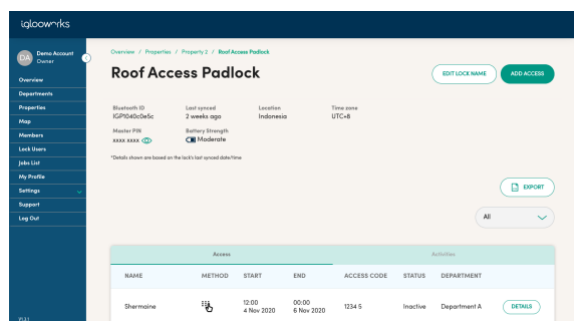 iglooworks
DA
Demo Account
Owner
Overview
Departments
Properties
Map
Members
Lock Users
Jobs List
My Profile
Settings
Support
Log Out
Overview / Properties / Property 2 / Roof Access Padlock
Roof Access Padlock
EDIT LOCK NAME
ADD ACCESS
Bluetooth ID
Last synced
Location
Time zone
IGP1040c0e5c
2 weeks ago
Indonesia
UTC+8
Master PIN
Battery Strength
xxxx xxxx
Moderate
*Details shown are based on the lock's last synced date/time
EXPORT
All
Access
Activities
NAME METHOD START END ACCESS CODE STATUS DEPARTMENT
Shermaine 12:00 00:00 1234 5 Inactive Department A DETAILS
4 Nov 2020 6 Nov 2020